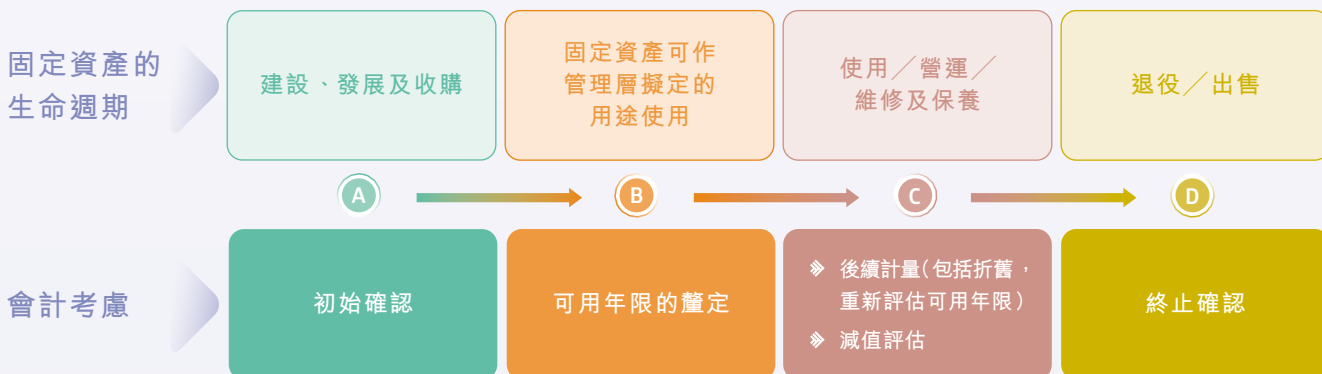 固定資產的
生命週期
建設、發展及收購
固定資產可作
管理層擬定的
用途使用
使用／營運／
維修及保養
退役／出售
A
B
C
D
會計考慮
初始確認
可用年限的釐定
後續計量（包括折舊，
重新評估可用年限）
減值評估
終止確認